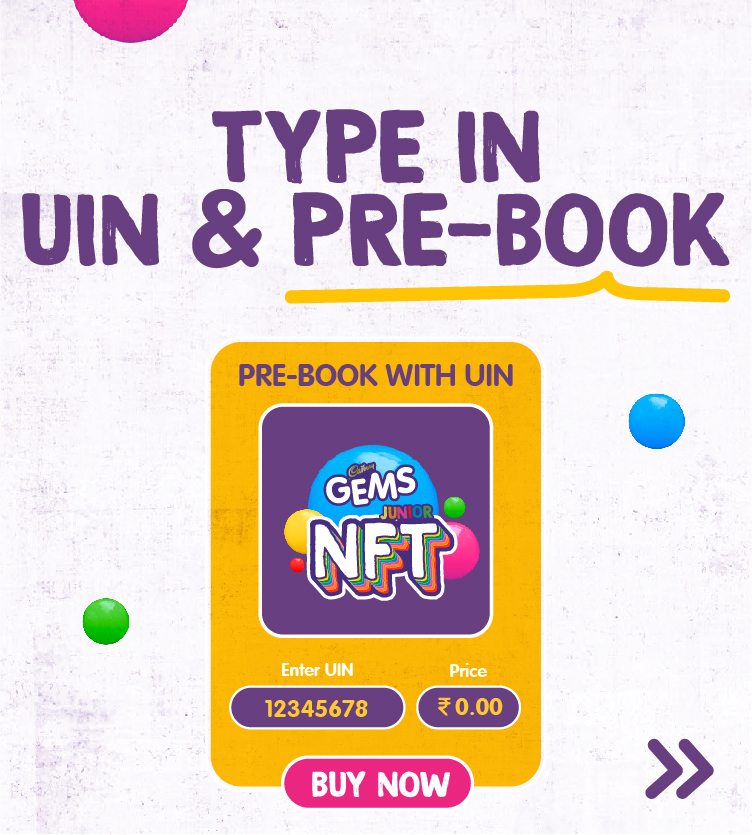 TYPE IN
UIN & PRE-BOOK
PRE-BOOK WITH UIN
Cadbury
GEMS
JUNIOR
NFT
Enter UIN Price
12345678 ₹ 0.00
BUY NOW